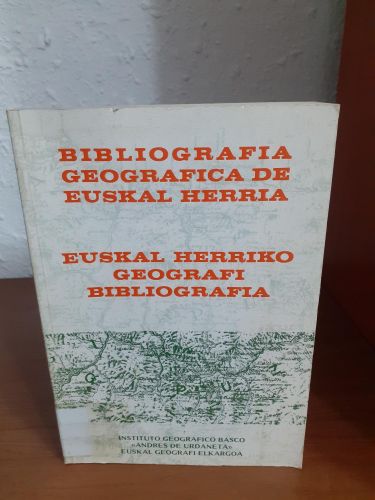 BIBLIOGRAFIA
GEOGRAFICA DE
EUSKAL HERRIA
EUSKAL HERRIKO
GEOGRAFI
BIBLIOGRAFIA
INSTITUTO GEOGRAFICO BASCO
«ANDRES DE URDANETA»
EUSKAL GEOGRAFI ELKARGOA